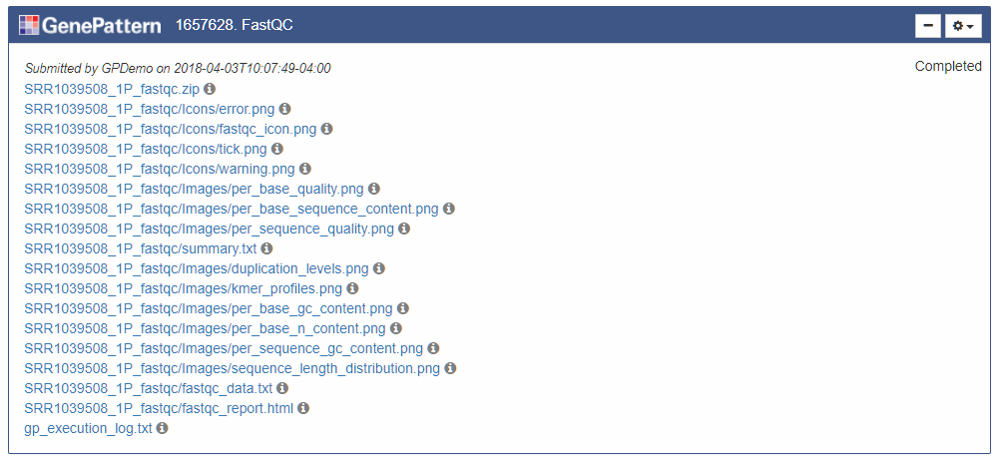 GenePattern 1657628. FastQC
Submitted by GPDemo on 2018-04-03T10:07:49-04:00 Completed
SRR1039508_1P_fastqc.zip
SRR1039508_1P_fastqc/Icons/error.png
SRR1039508_1P_fastqc/Icons/fastqc_icon.png
SRR1039508_1P_fastqc/Icons/tick.png
SRR1039508_1P_fastqc/Icons/warning.png
SRR1039508_1P_fastqc/Images/per_base_quality.png
SRR1039508_1P_fastqc/Images/per_base_sequence_content.png
SRR1039508_1P_fastqc/Images/per_sequence_quality.png
SRR1039508_1P_fastqc/summary.txt
SRR1039508_1P_fastqc/Images/duplication_levels.png
SRR1039508_1P_fastqc/Images/kmer_profiles.png
SRR1039508_1P_fastqc/Images/per_base_gc_content.png
SRR1039508_1P_fastqc/Images/per_base_n_content.png
SRR1039508_1P_fastqc/Images/per_sequence_gc_content.png
SRR1039508_1P_fastqc/Images/sequence_length_distribution.png
SRR1039508_1P_fastqc/fastqc_data.txt
SRR1039508_1P_fastqc/fastqc_report.html
gp_execution_log.txt